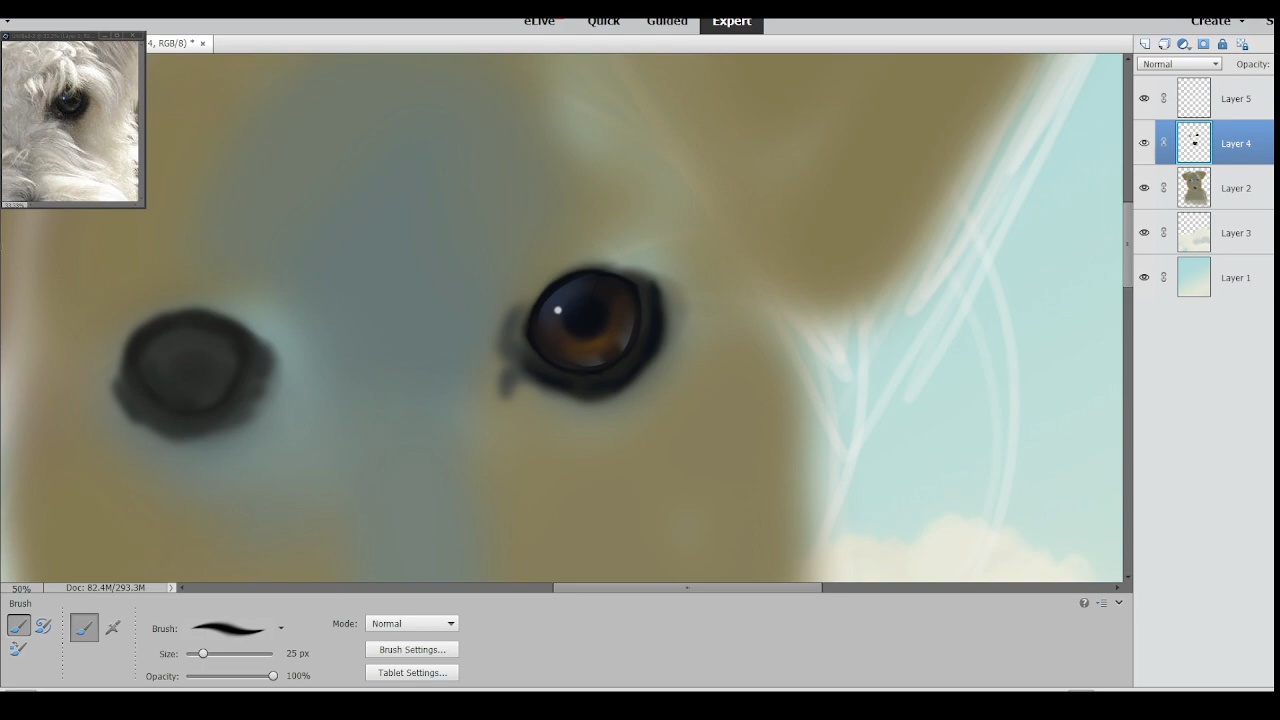 eLive Quick Guided Expert Create
4, RGB/8) * ×
Normal Opacity:
Layer 5
Layer 4
Layer 2
Layer 3
Layer 1
50% Doc: 82.4M/293.3M
Brush
Brush: Mode: Normal
Brush Settings...
Size: 25 px
Tablet Settings...
Opacity: 100%